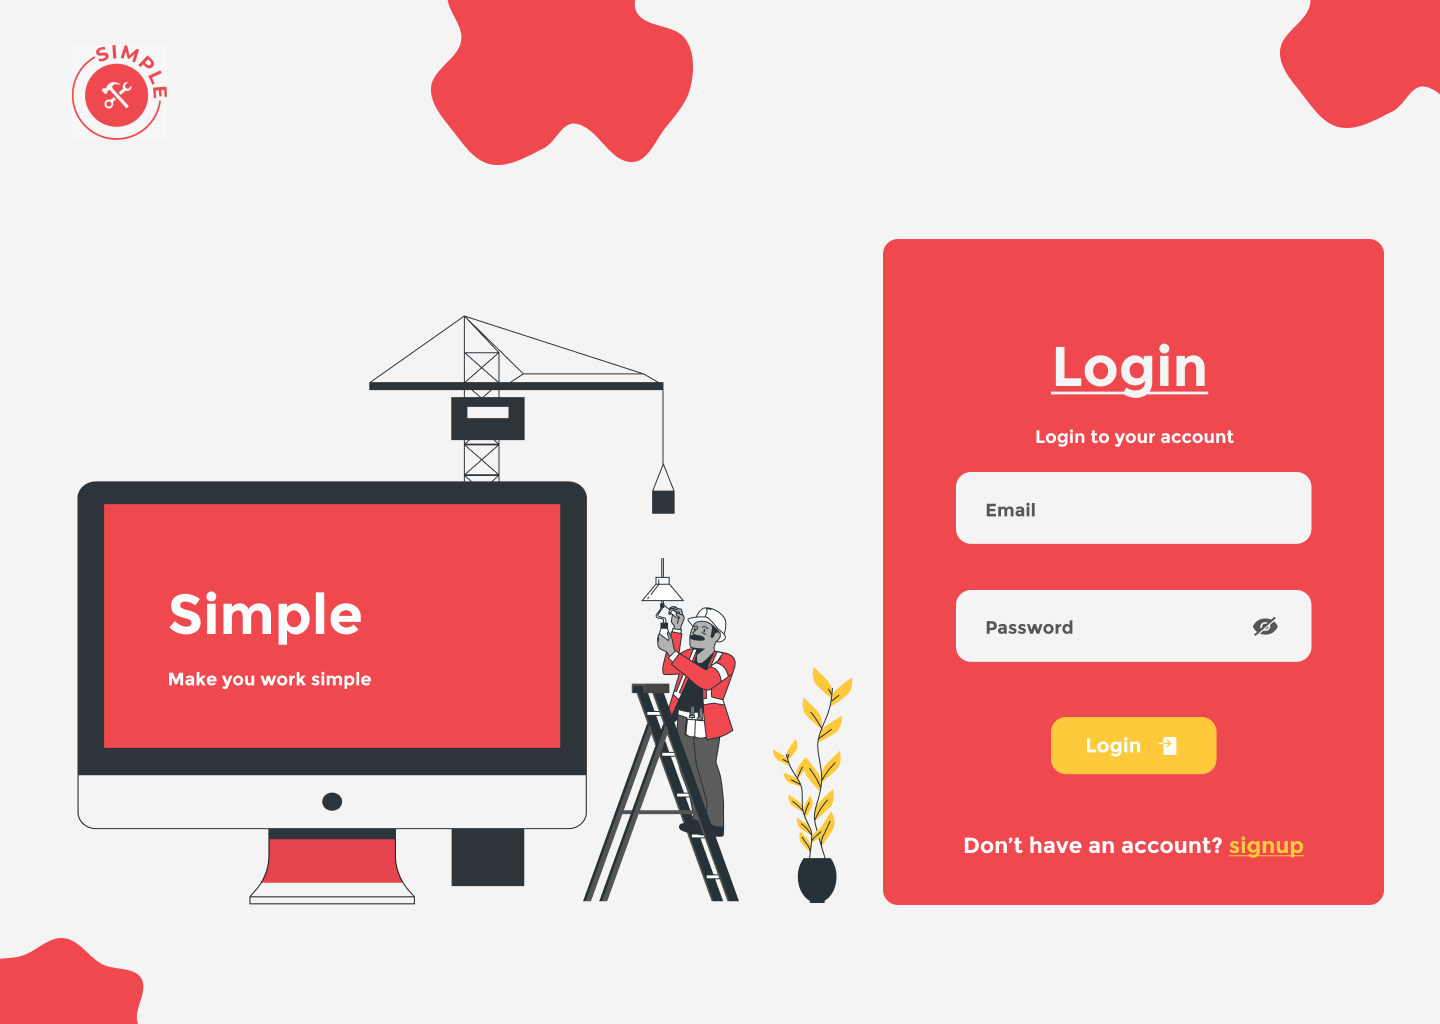 SIMPLE
Login
Login to your account
Email
Password
Login
Don't have an account? signup
Simple
Make you work simple